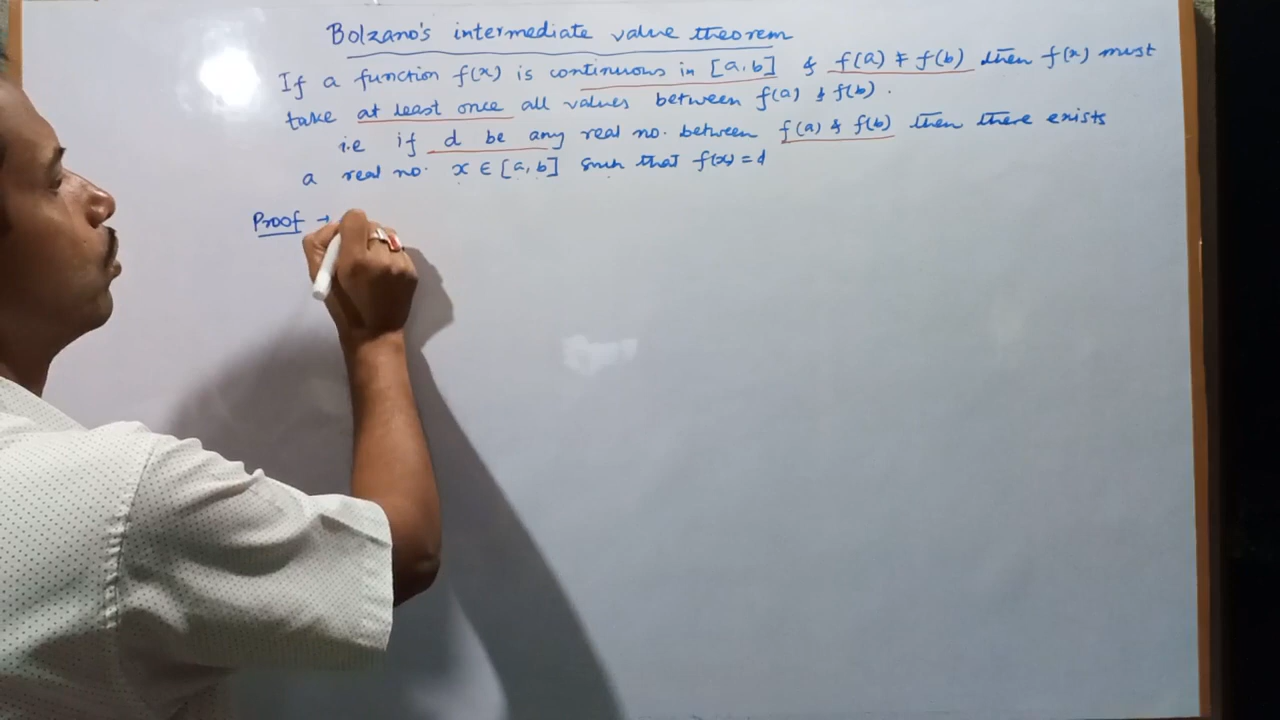 Bolzano's intermediate value theorem
If a function f(x) is continuous in [a,b] & f(a) ≠ f(b) then f(x) must
take at least once all values between f(a) & f(b).
i.e if d be any real no. between f(a) & f(b) then there exists
a real no. x ∈ [a,b] such that f(x) = d
Proof →